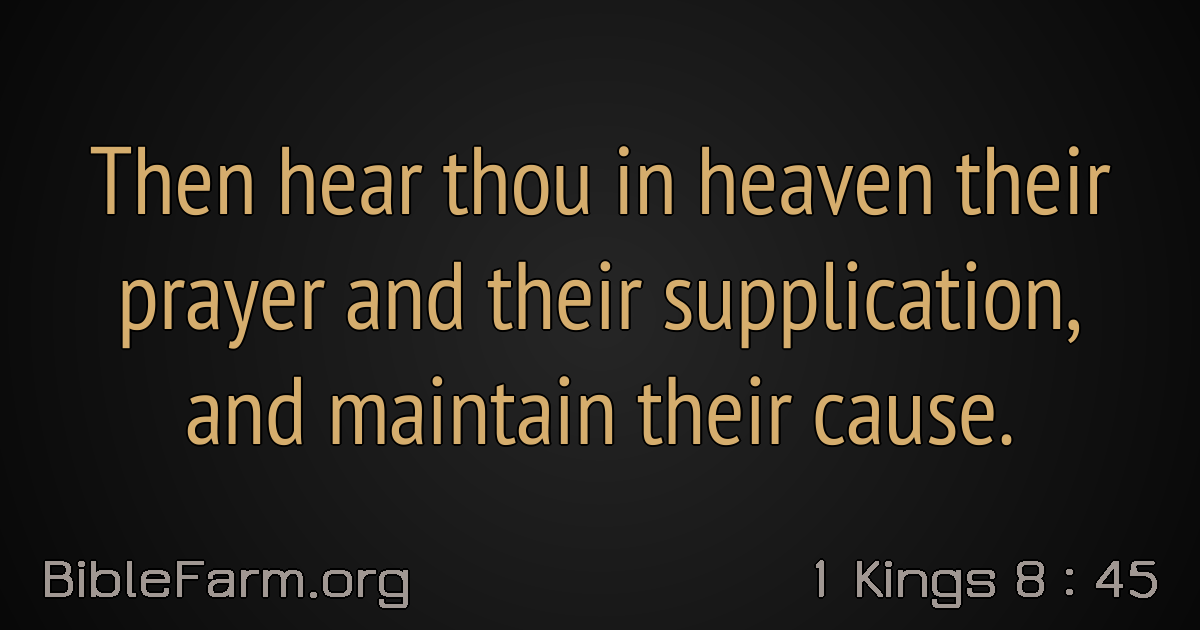 Then hear thou in heaven their
prayer and their supplication,
and maintain their cause.
BibleFarm.org
1 Kings 8 : 45